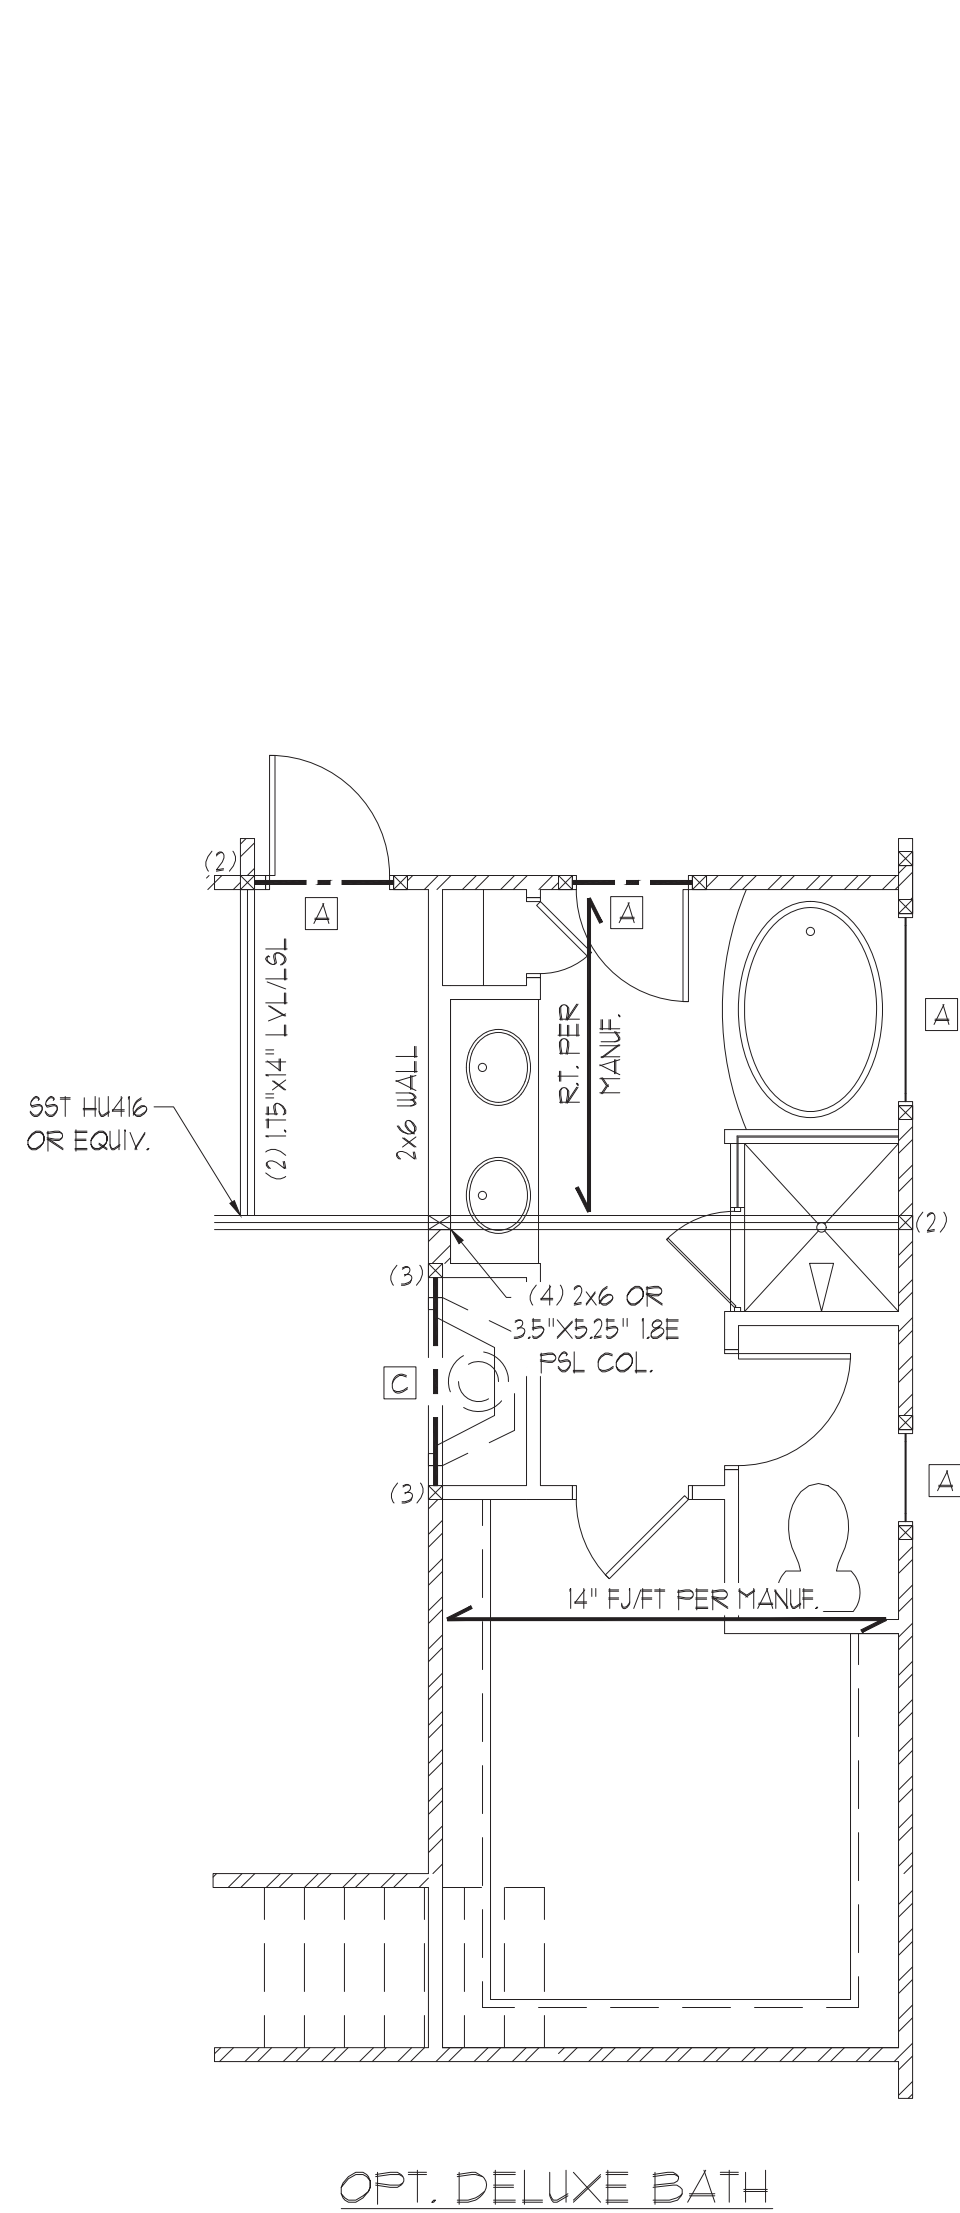 (2)
A
A
(2) 1.75"x14" LVL/LSL
2x6 WALL
R.T. PER
MANUF.
A
SST HU416
OR EQUIV.
(2)
(3)
(4) 2x6 OR
3.5"X5.25" 1.8E
PSL COL.
C
A
(3)
14" FJ/FT PER MANUF.
OPT. DELUXE BATH